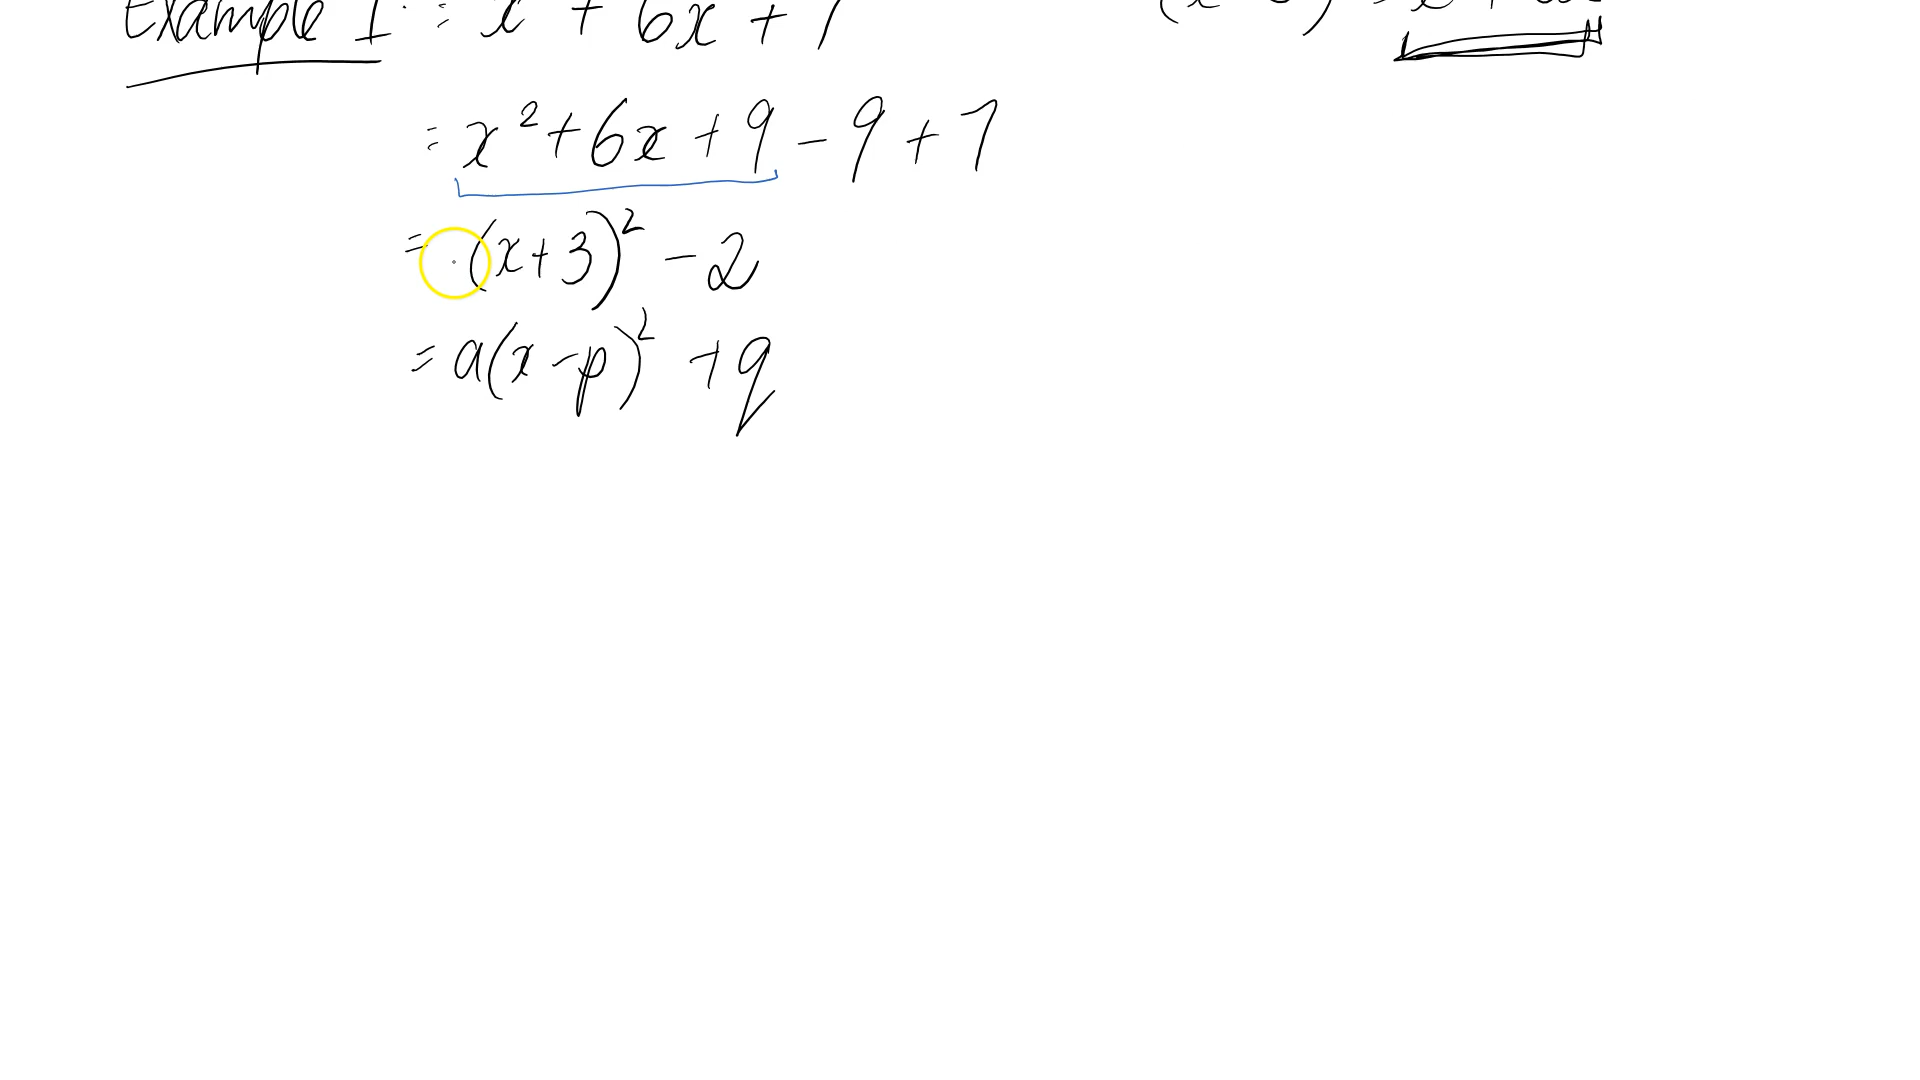 Example 1: = x² + 6x + 7
= x² + 6x + 9 - 9 + 7
= (x + 3)² - 2
= a(x - p)² + q